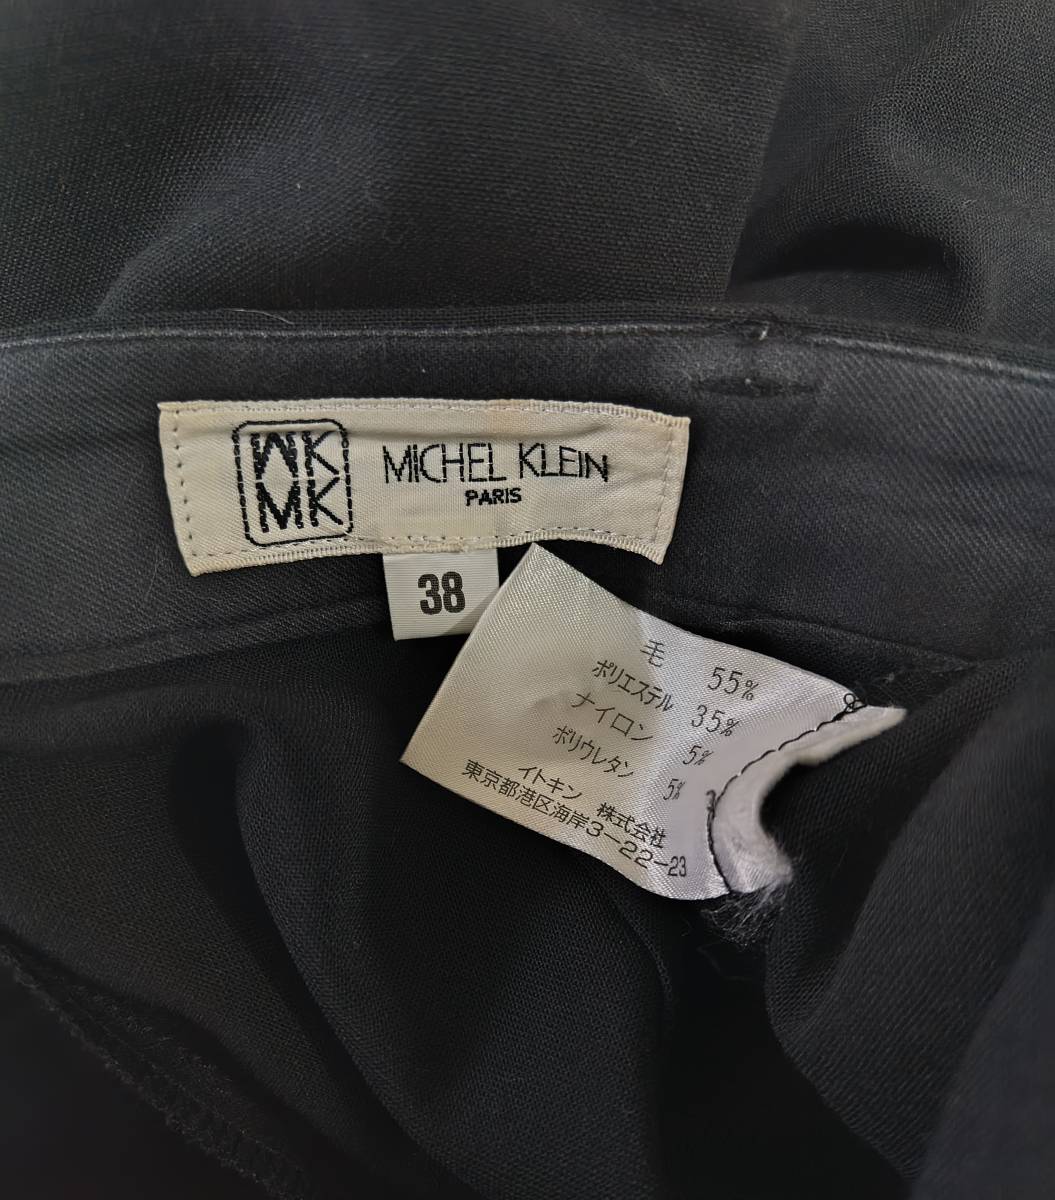 MK
MK
MICHEL KLEIN
PARIS
38
毛 55%
ポリエステル 35%
ナイロン 5%
ポリウレタン 5%
イトキン 株式会社
東京都港区海岸3-22-23